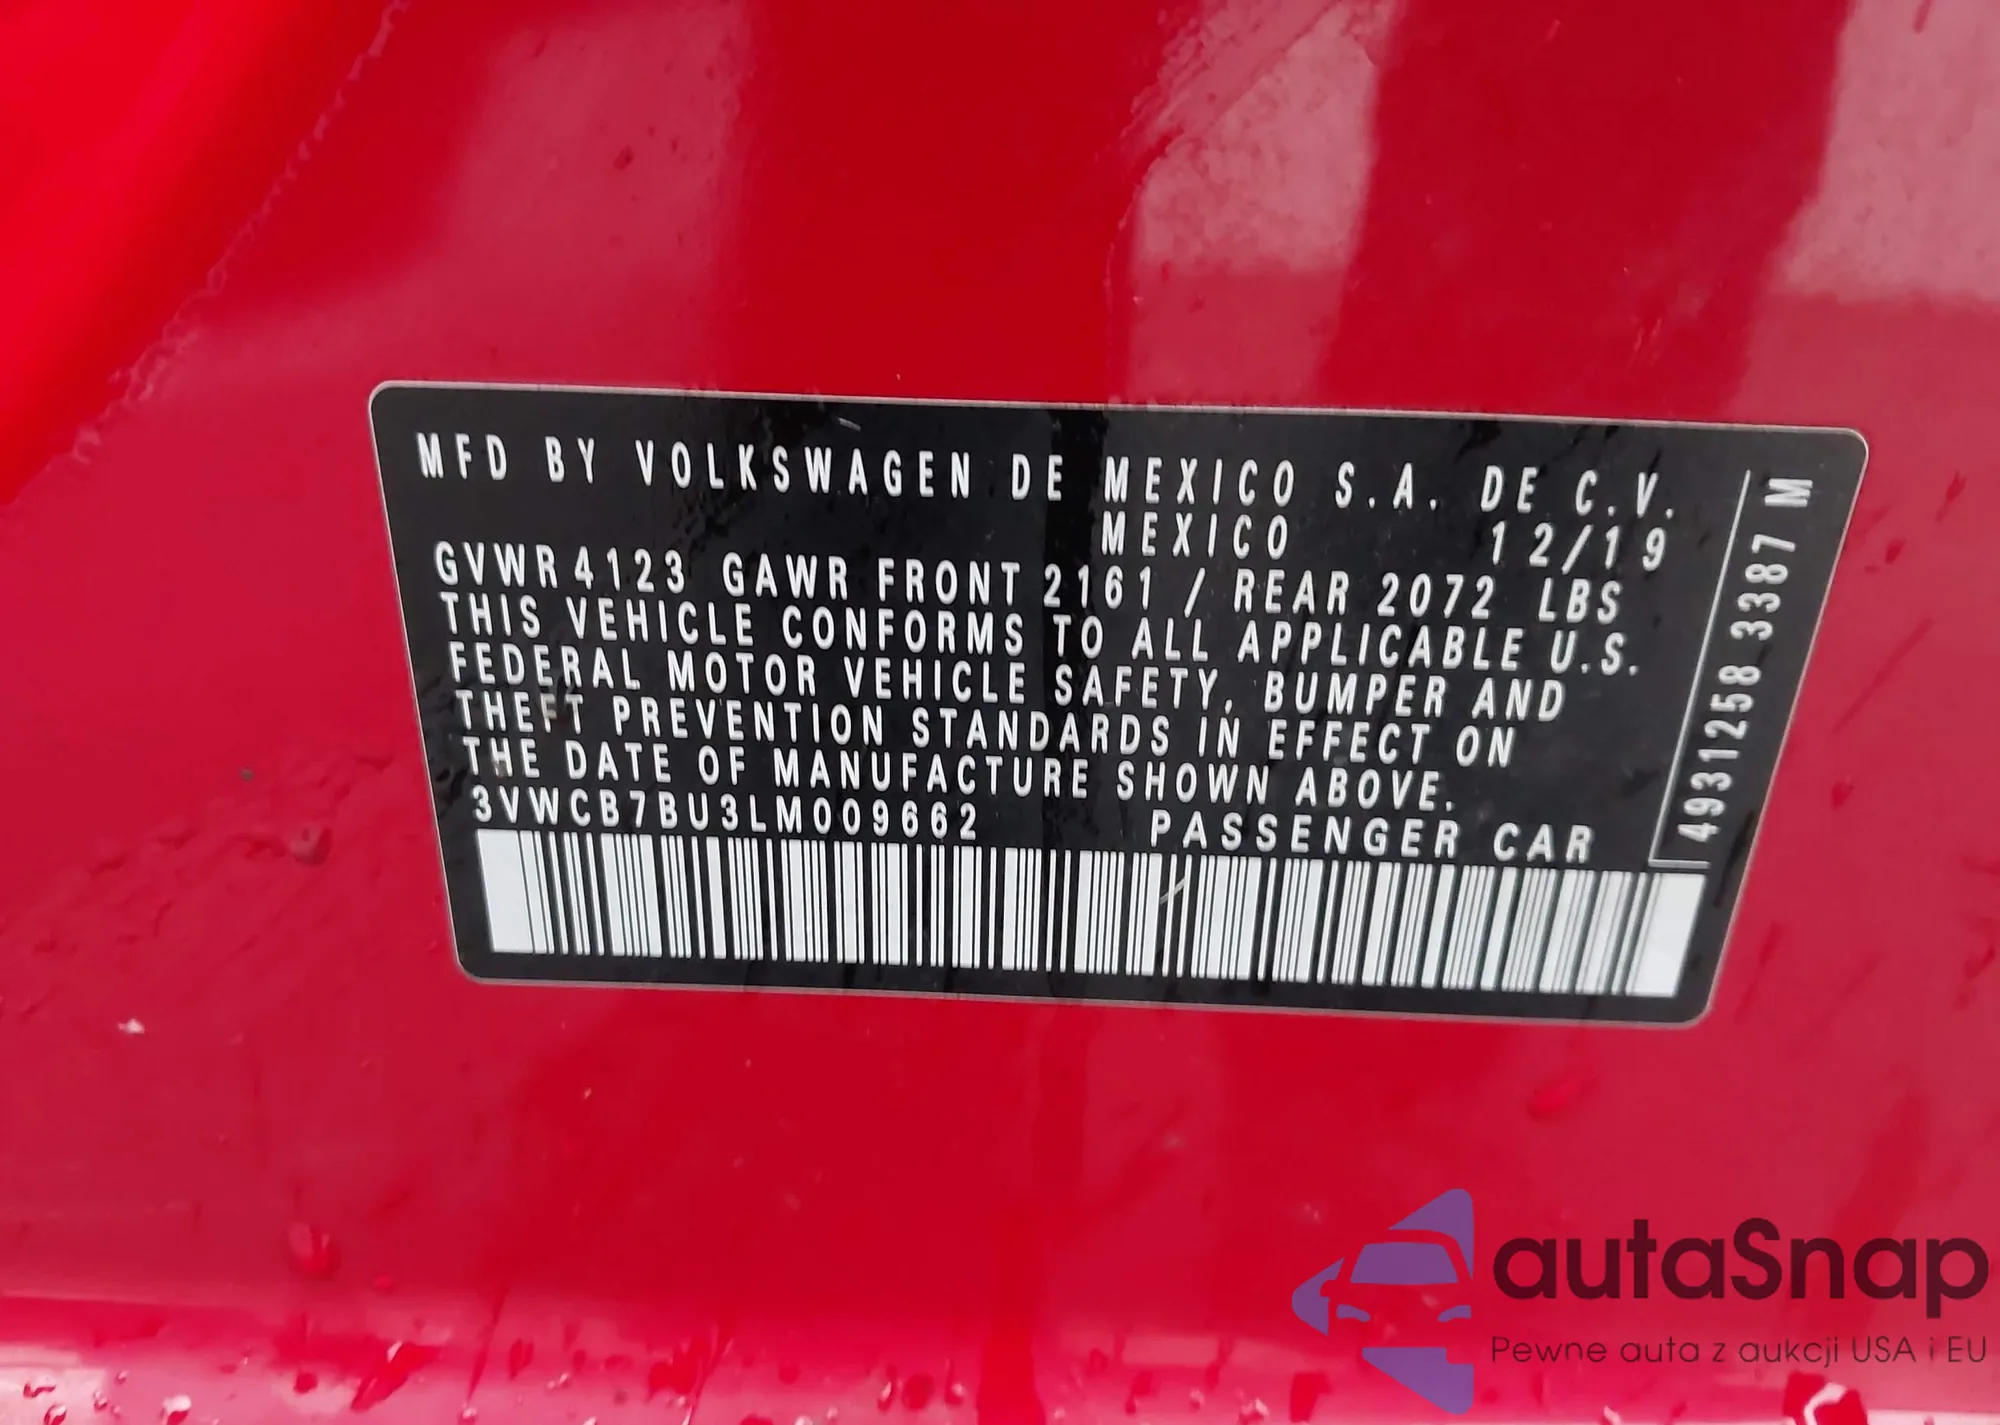 MFD BY VOLKSWAGEN DE MEXICO S.A. DE C.V.
MEXICO 12/19
GVWR 4123 GAWR FRONT 2161 / REAR 2072 LBS
THIS VEHICLE CONFORMS TO ALL APPLICABLE U.S.
FEDERAL MOTOR VEHICLE SAFETY, BUMPER AND
THEFT PREVENTION STANDARDS IN EFFECT ON
THE DATE OF MANUFACTURE SHOWN ABOVE.
3VWCB7BU3LM009662 PASSENGER CAR
4931258 3387 M
autaSnap
Pewne auta z aukcji USA i EU